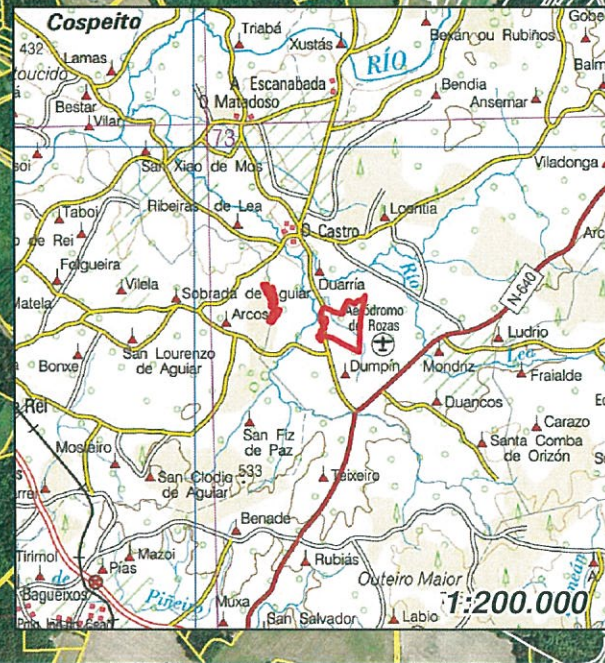 Cospeito
Triabá
Gobe
432
Lamas
Xustás
RÍO
Bexán ou Rubiños
toucido
Balm
A Escanabada
Bendia
Ansemar
Bestar
O Matadoso
Vilar
73
San Xiao de Mos
Viladonga
Taboi
Ribeiras de Lea
Loentia
o de Rei
O Castro
Arc
Río
Folgueira
Duarría
Vilela
Sobrada de Aguiar
N-640
Matela
Arcos
Aeródromo
de Rozas
Ludrio
Bonxe
San Lourenzo
de Aguiar
Mondriz
Lea
Dumpín
Fraialde
Rei
Duancos
San Fiz
de Paz
Carazo
Mosteiro
Santa Comba
de Orizón
San Clodio
de Aguiar
533
Teixeiro
Benade
Tirimol
Mazoi
Rubiás
Pías
Outeiro Maior
de
Bagueixos
Piñeiro
Muxa
San Salvador
Labio
1:200.000